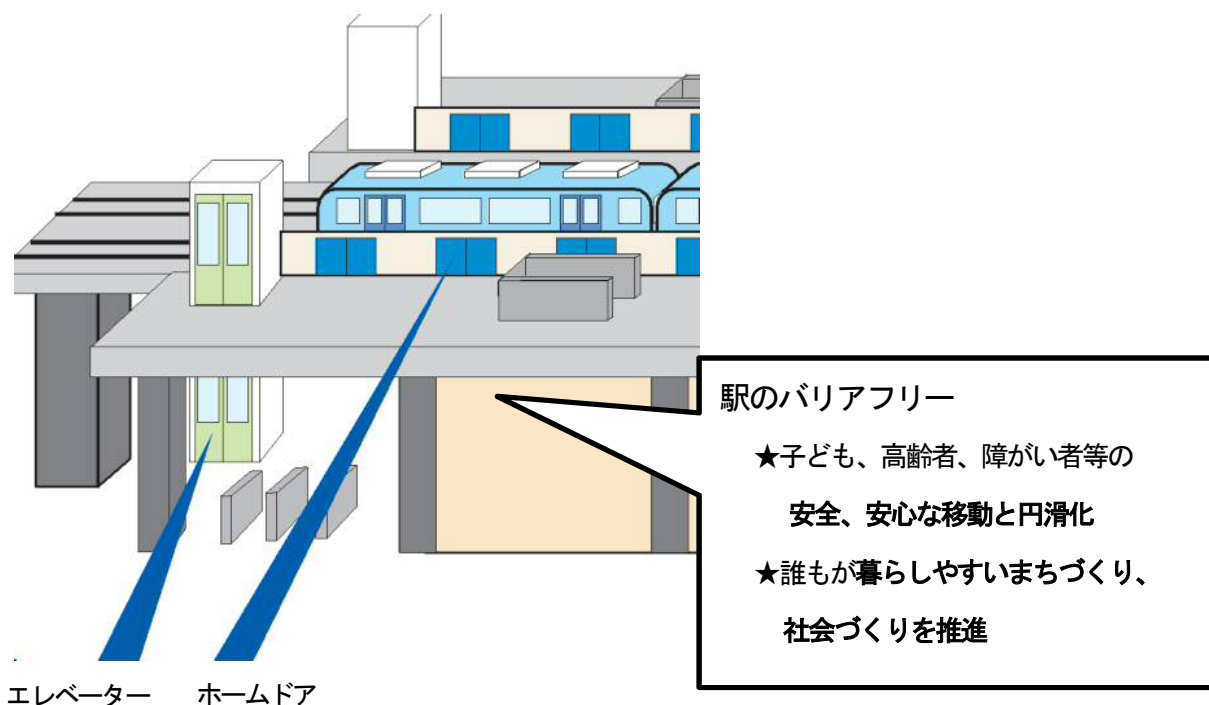 駅のバリアフリー
★子ども、高齢者、障がい者等の
安全、安心な移動と円滑化
★誰もが暮らしやすいまちづくり、
社会づくりを推進
エレベーター ホームドア